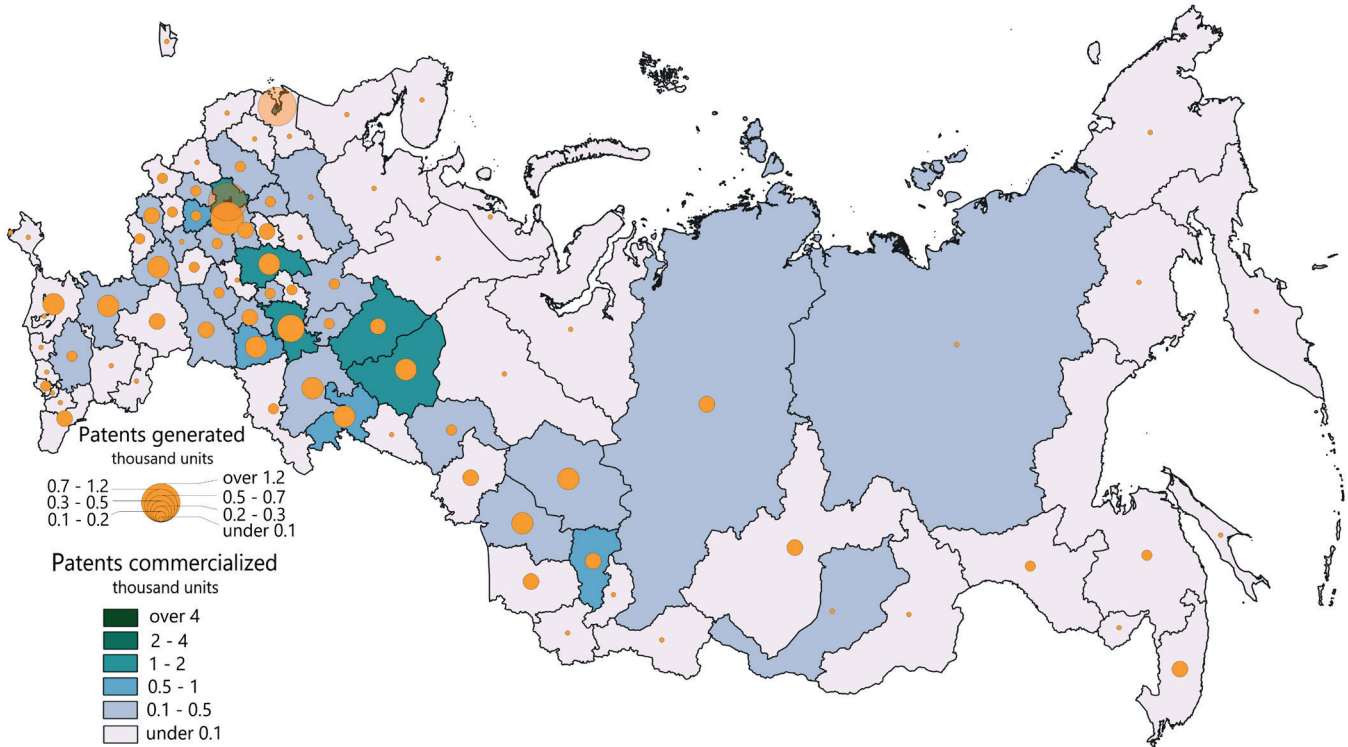 Patents generated
thousand units
over 1.2
0.7 - 1.2
0.5 - 0.7
0.3 - 0.5
0.2 - 0.3
0.1 - 0.2
under 0.1
Patents commercialized
thousand units
over 4
2 - 4
1 - 2
0.5 - 1
0.1 - 0.5
under 0.1